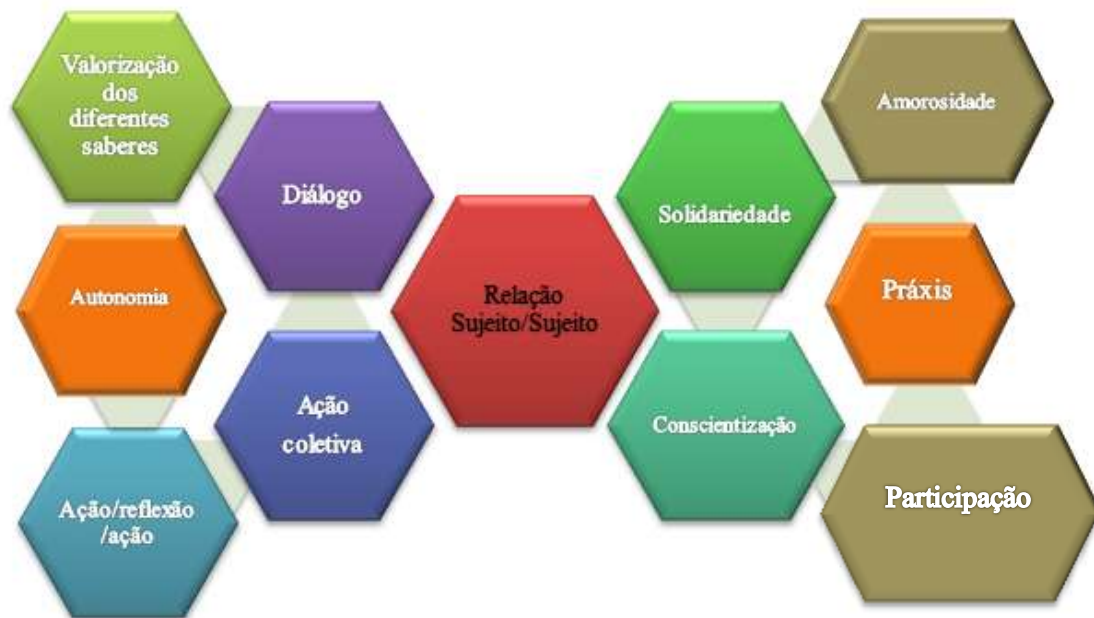 Valorização
dos
diferentes
saberes
Diálogo
Autonomia
Ação
coletiva
Ação/reflexão
/ação
Relação
Sujeito/Sujeito
Solidariedade
Amorosidade
Práxis
Conscientização
Participação